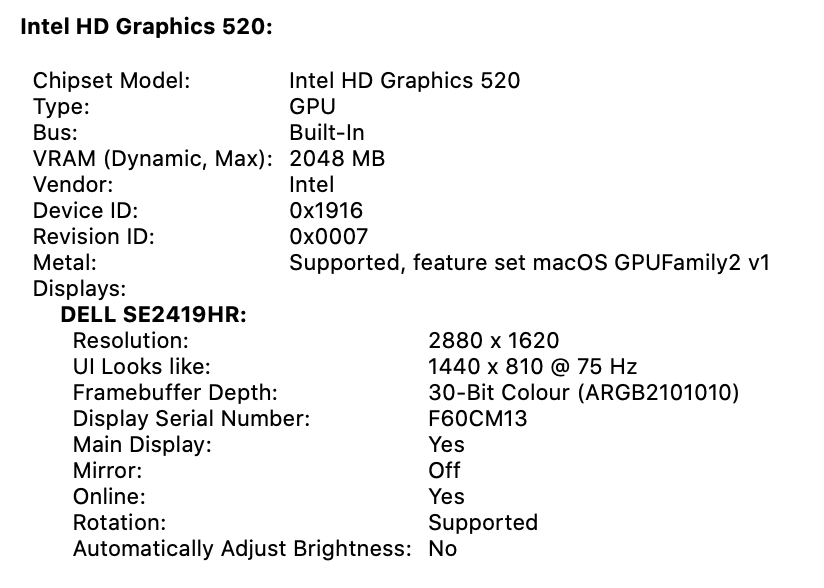 Intel HD Graphics 520:
Chipset Model: Intel HD Graphics 520
Type: GPU
Bus: Built-In
VRAM (Dynamic, Max): 2048 MB
Vendor: Intel
Device ID: 0x1916
Revision ID: 0x0007
Metal: Supported, feature set macOS GPUFamily2 v1
Displays:
DELL SE2419HR:
Resolution: 2880 x 1620
UI Looks like: 1440 x 810 @ 75 Hz
Framebuffer Depth: 30-Bit Colour (ARGB2101010)
Display Serial Number: F60CM13
Main Display: Yes
Mirror: Off
Online: Yes
Rotation: Supported
Automatically Adjust Brightness: No